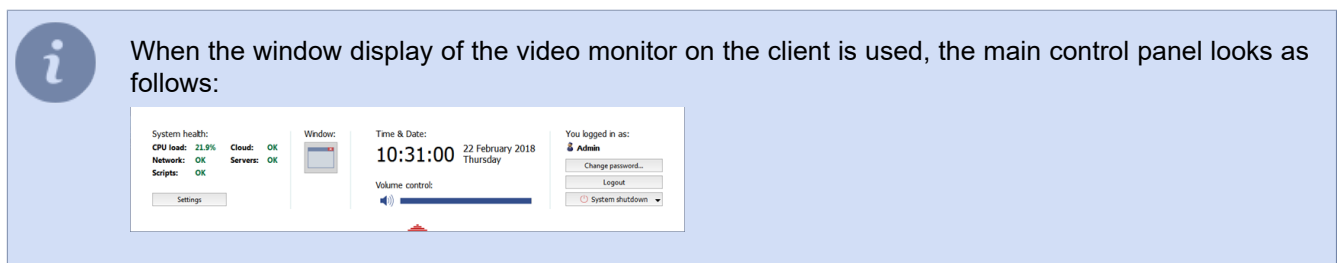 When the window display of the video monitor on the client is used, the main control panel looks as
follows:
System health:
CPU load: 21.9% Cloud: OK
Network: OK Servers: OK
Scripts: OK
Settings
Window:
Time & Date:
10:31:00 22 February 2018
Thursday
Volume control:
You logged in as:
Admin
Change password...
Logout
System shutdown